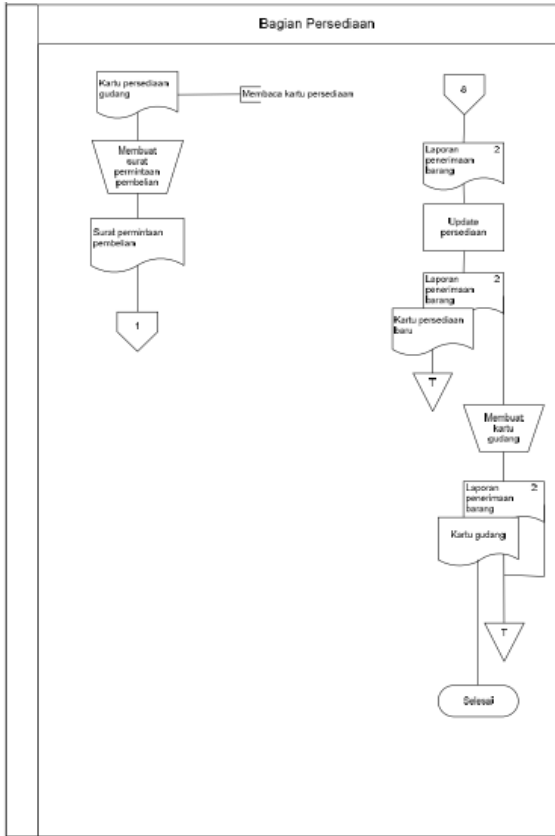 Bagian Persediaan
Kartu persediaan
gudang
Membaca kartu persediaan
Membuat
surat
permintaan
pembelian
Surat permintaan
pembelian
1
8
Laporan 2
penerimaan
barang
Update
persediaan
Laporan 2
penerimaan
barang
Kartu persediaan
baru
T
Membuat
kartu
gudang
Laporan 2
penerimaan
barang
Kartu gudang
T
Selesai